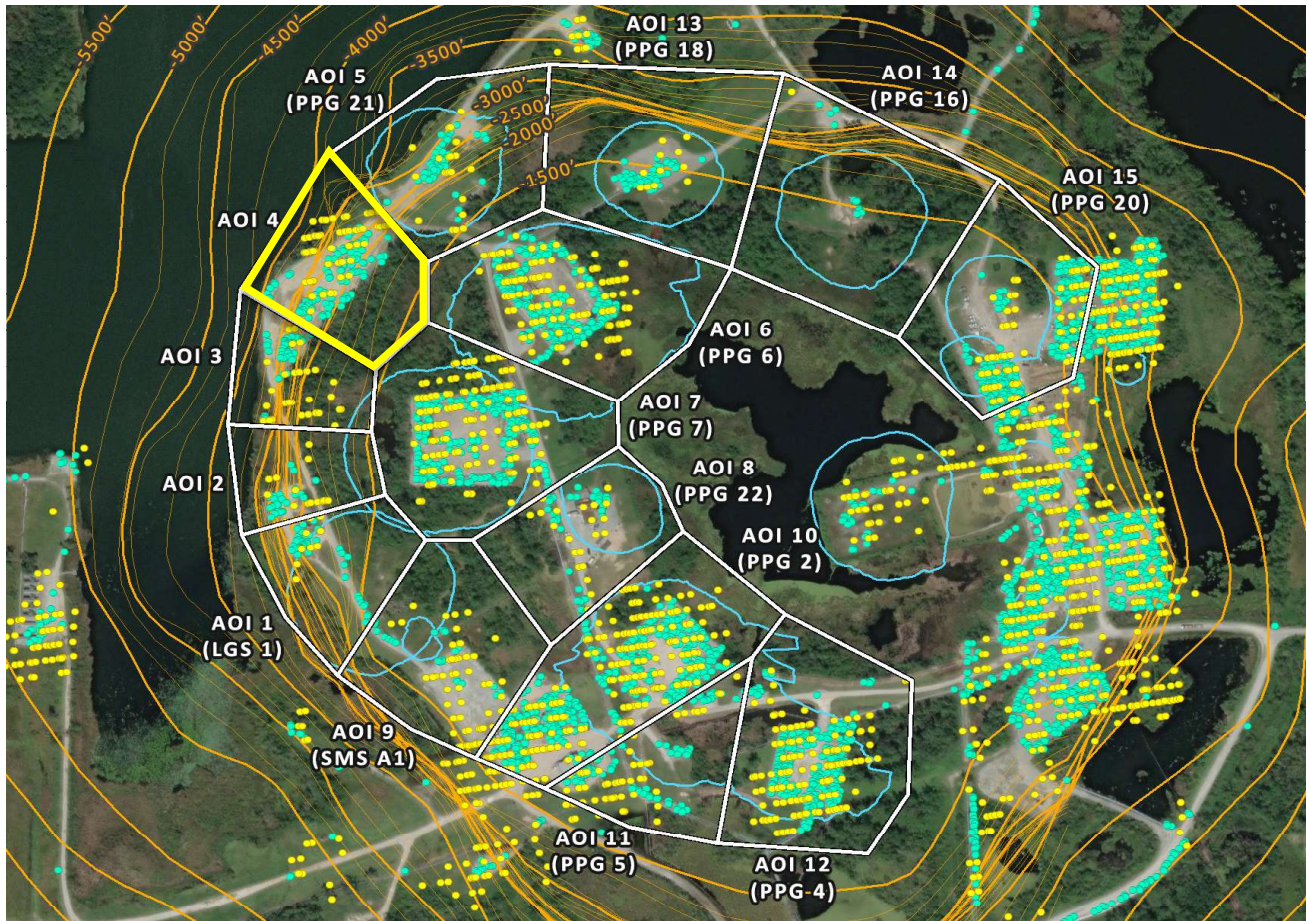 -5500'
-5000'
-4500'
-4000'
-3500'
-3000'
-2500'
-2000'
-1500'
AOI 13
(PPG 18)
AOI 5
(PPG 21)
AOI 14
(PPG 16)
AOI 15
(PPG 20)
AOI 4
AOI 3
AOI 6
(PPG 6)
AOI 7
(PPG 7)
AOI 2
AOI 8
(PPG 22)
AOI 10
(PPG 2)
AOI 1
(LGS 1)
AOI 9
(SMS A1)
AOI 11
(PPG 5)
AOI 12
(PPG 4)